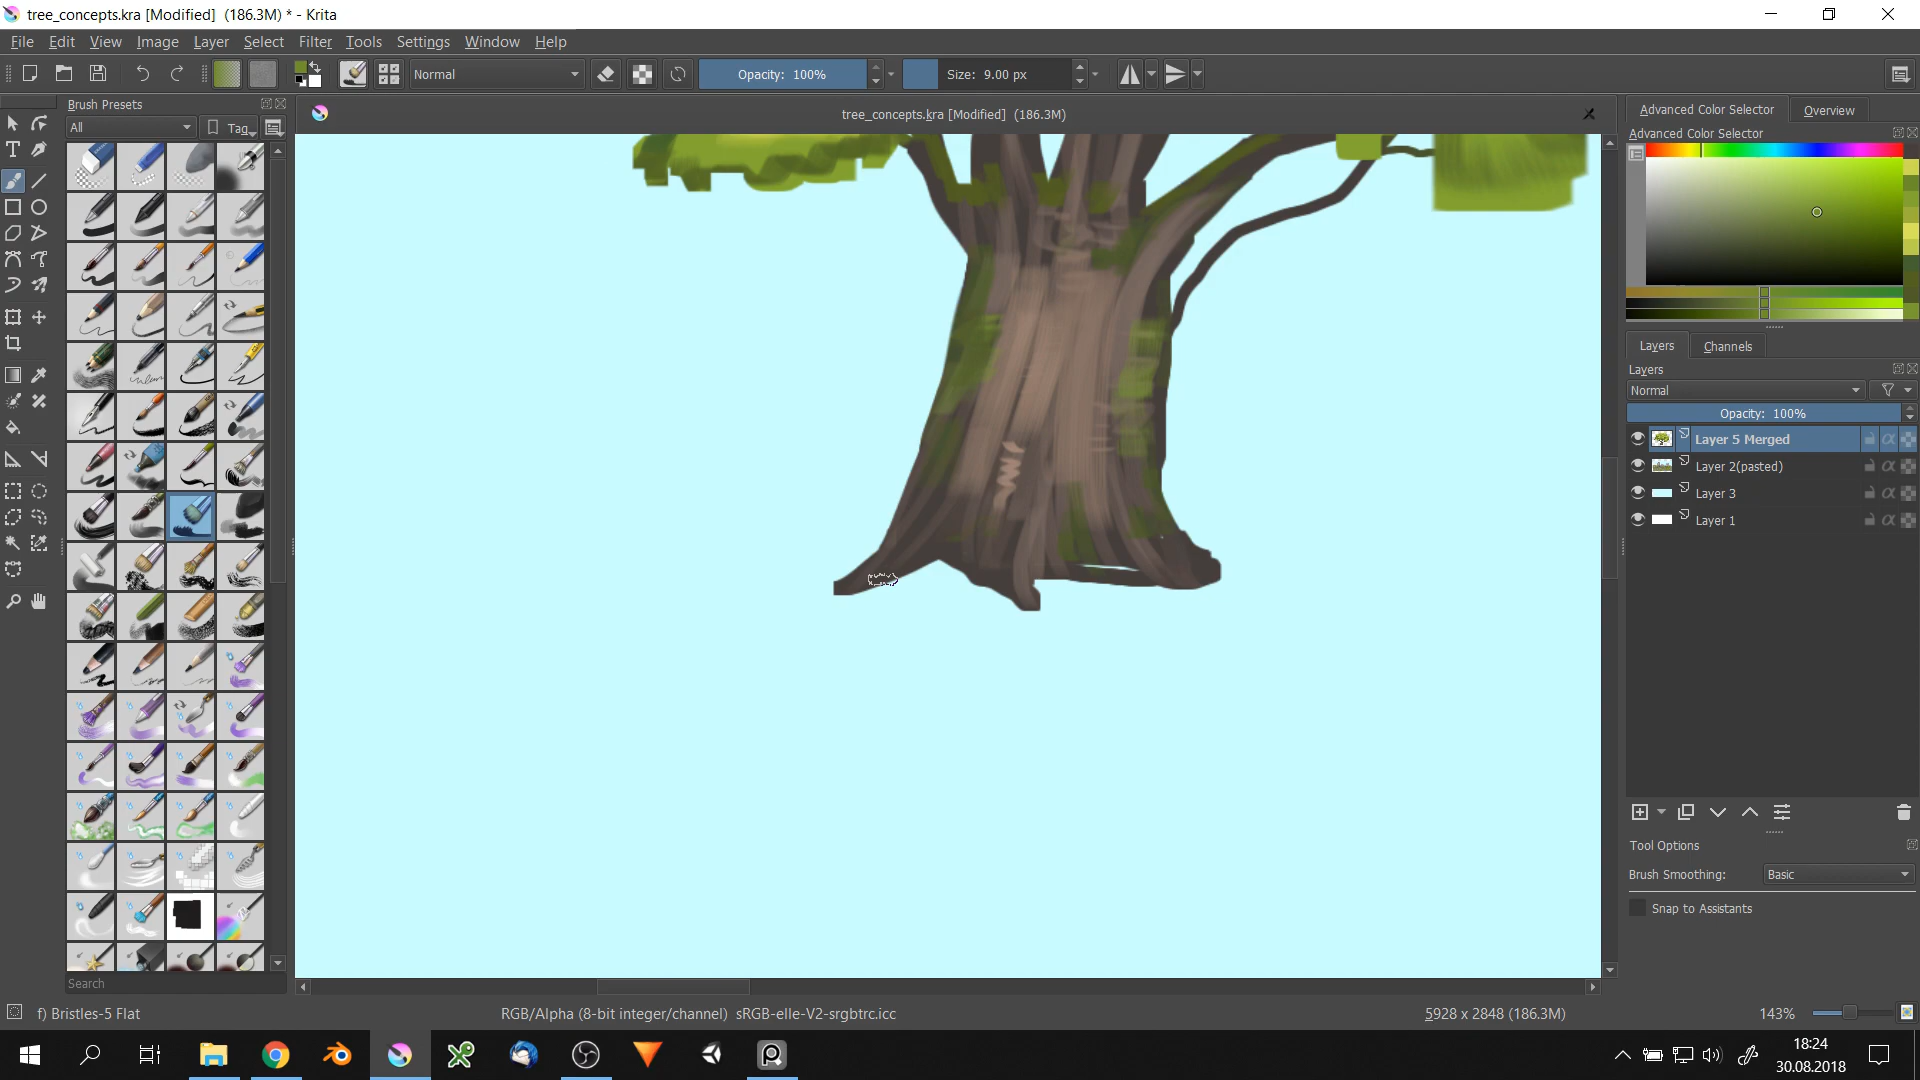 tree_concepts.kra [Modified] (186.3M) * - Krita
File Edit View Image Layer Select Filter Tools Settings Window Help
Normal Opacity: 100% Size: 9.00 px
Brush Presets
All Tag
tree_concepts.kra [Modified] (186.3M)
Advanced Color Selector Overview
Advanced Color Selector
Layers Channels
Layers
Normal
Opacity: 100%
Layer 5 Merged
Layer 2(pasted)
Layer 3
Layer 1
Tool Options
Brush Smoothing: Basic
Snap to Assistants
Search
f) Bristles-5 Flat RGB/Alpha (8-bit integer/channel) sRGB-elle-V2-srgbtrc.icc 5928 x 2848 (186.3M) 143%
18:24
30.08.2018